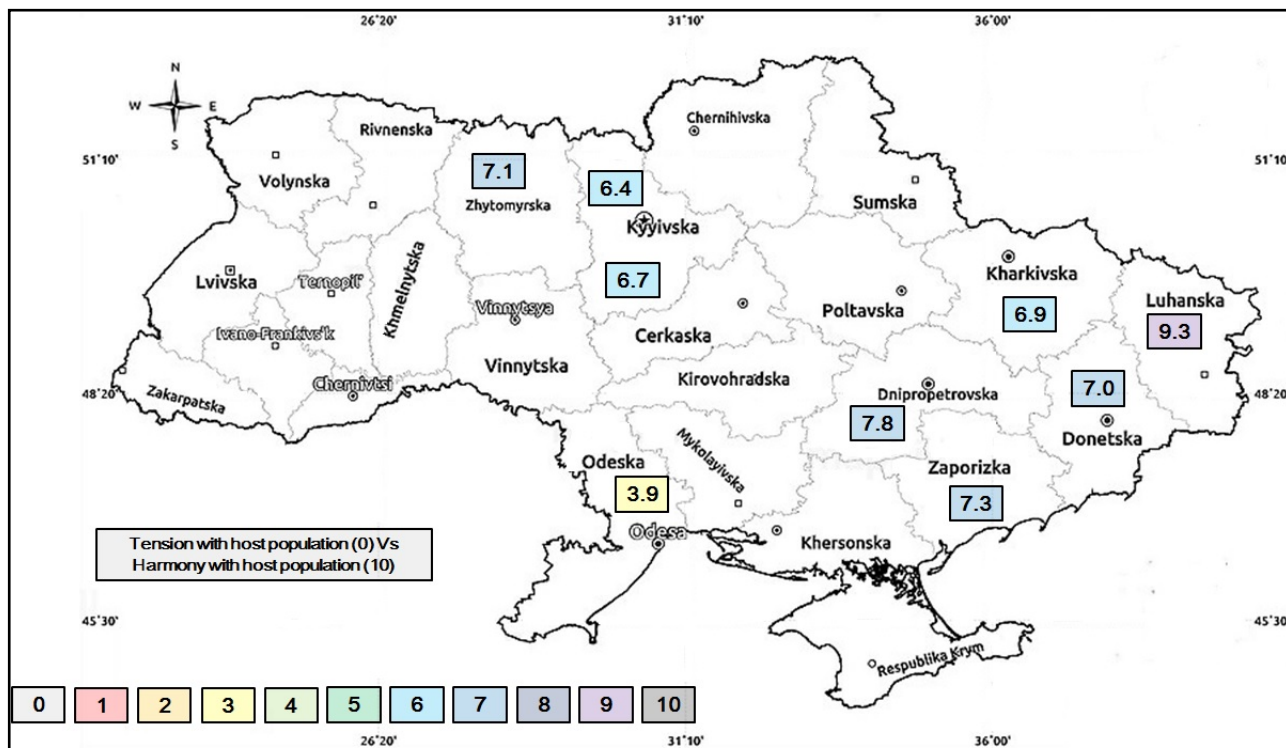 26°20' 31°10' 36°00'
N
W E
S
Chernihivska
Rivnenska
51°10' 51°10'
7.1
Volynska
6.4
Sumska
Zhytomyrska
Kyyivska
Kharkivska
Lvivska
Ternopil'
Khmelnytska
6.7
Luhanska
Vinnytsya
Poltavska
6.9
9.3
Ivano-Frankivs'k
Cerkaska
Vinnytska
Chernivtsi
Kirovohradska
Zakarpatska
Dnipropetrovska
7.0
48°20' 48°20'
7.8
Donetska
Odeska
Mykolayivska
Zaporizka
3.9
7.3
Odesa
Khersonska
Tension with host population (0) Vs
Harmony with host population (10)
45°30' 45°30'
Respublika Krym
0 1 2 3 4 5 6 7 8 9 10
26°20' 31°10' 36°00'